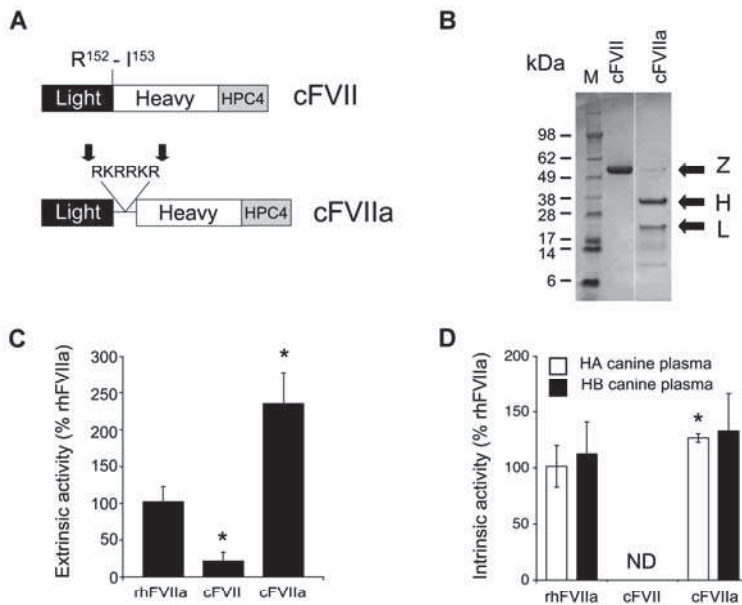 A
R152 - I153
Light Heavy HPC4 cFVII
RKRRKR
Light Heavy HPC4 cFVIIa
B
kDa M cFVII cFVIIa
98
62
49
38
28
17
14
6
Z
H
L
C
Extrinsic activity (% rhFVIIa)
300
250
200
150
100
50
0
*
*
rhFVIIa cFVII cFVIIa
D
Intrinsic activity (% rhFVIIa)
200
150
100
50
0
HA canine plasma
HB canine plasma
*
ND
rhFVIIa cFVII cFVIIa